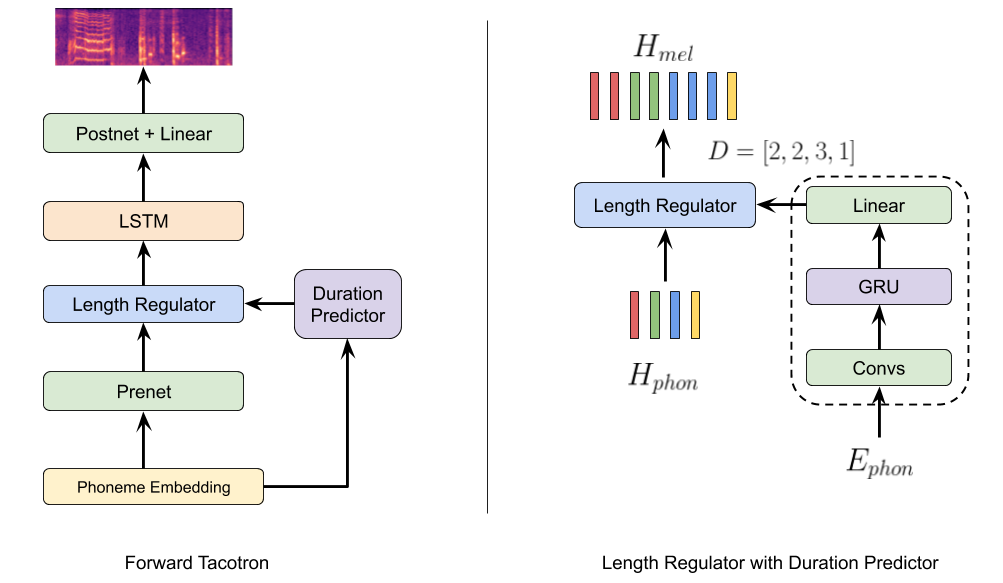 Postnet + Linear
LSTM
Length Regulator
Duration
Predictor
Prenet
Phoneme Embedding
Forward Tacotron
H_{mel}
D = [2, 2, 3, 1]
Length Regulator
Linear
GRU
Convs
H_{phon}
E_{phon}
Length Regulator with Duration Predictor